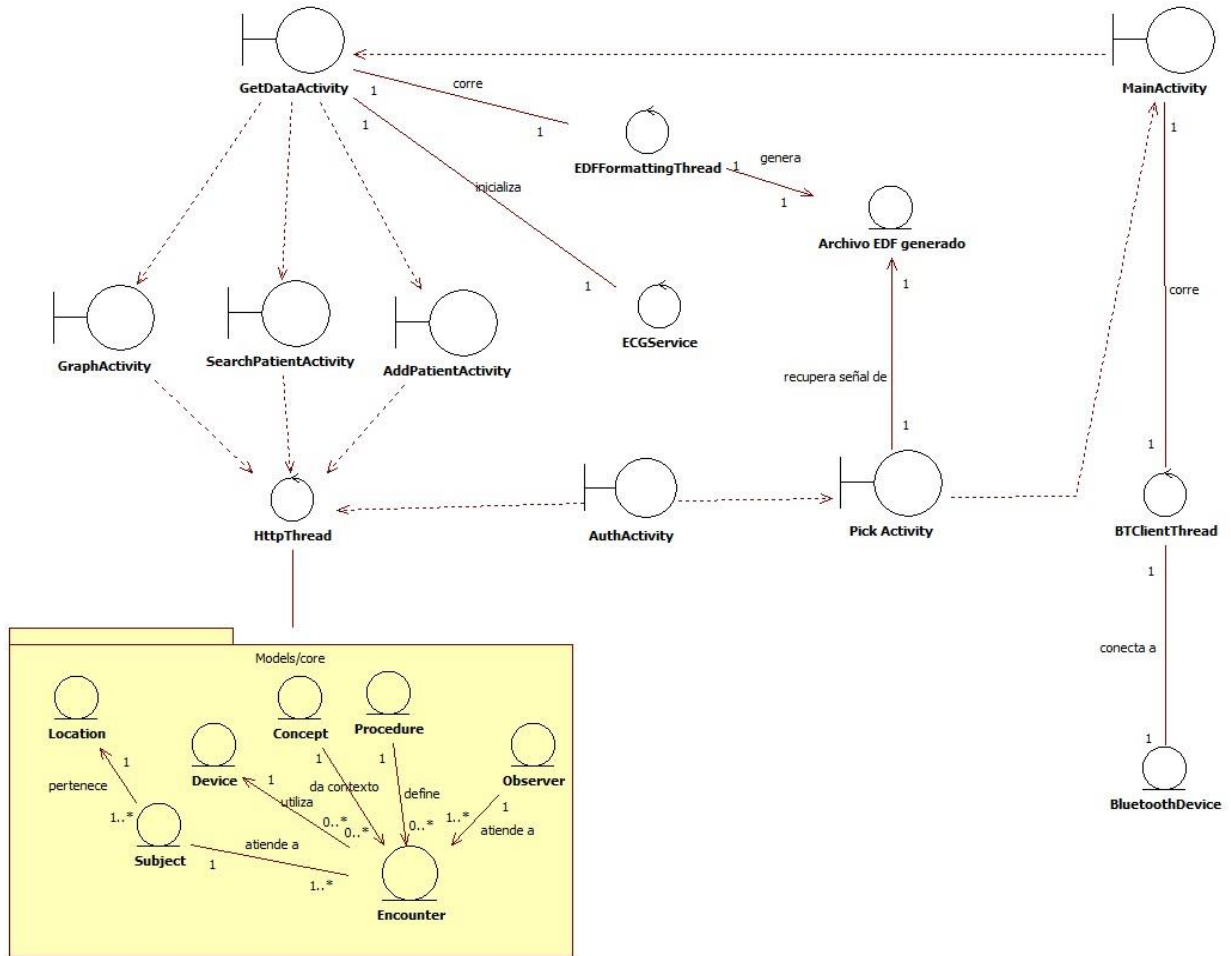 GetDataActivity
MainActivity
1
corre
1
1
1
EDFFormattingThread
1
genera
1
inicializa
Archivo EDF generado
1
1
corre
GraphActivity
SearchPatientActivity
AddPatientActivity
ECGService
recupera señal de
1
1
HttpThread
AuthActivity
Pick Activity
BTClientThread
1
conecta a
1
BluetoothDevice
Models/core
Location
Concept
Procedure
Device
Observer
1
pertenece
1..*
1
utiliza
1
da contexto
1
define
1
atiende a
0..*
0..*
0..*
1..*
Subject
atiende a
1
1..*
Encounter